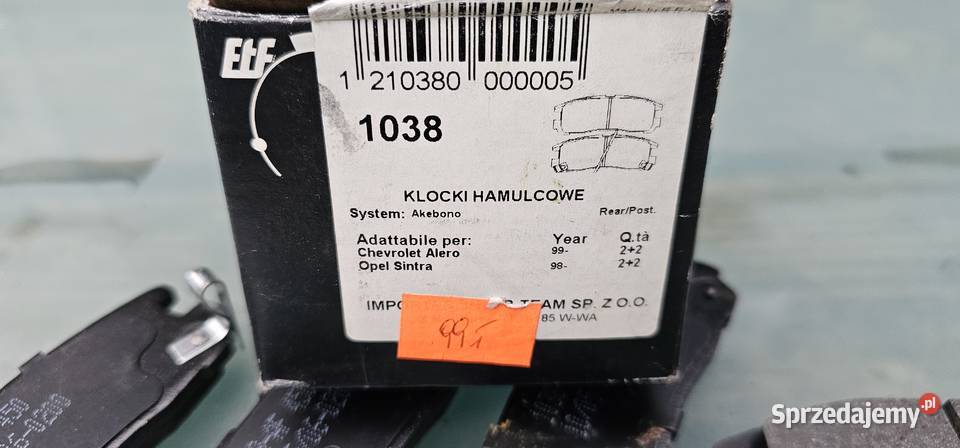 EtF
1 210380 000005
1038
KLOCKI HAMULCOWE
System: Akebono Rear/Post.
Adattabile per: Year Q.tà
Chevrolet Alero 99- 2+2
Opel Sintra 98- 2+2
TEAM SP. Z O.O.
85 W-WA
99,-
Sprzedajemy.pl